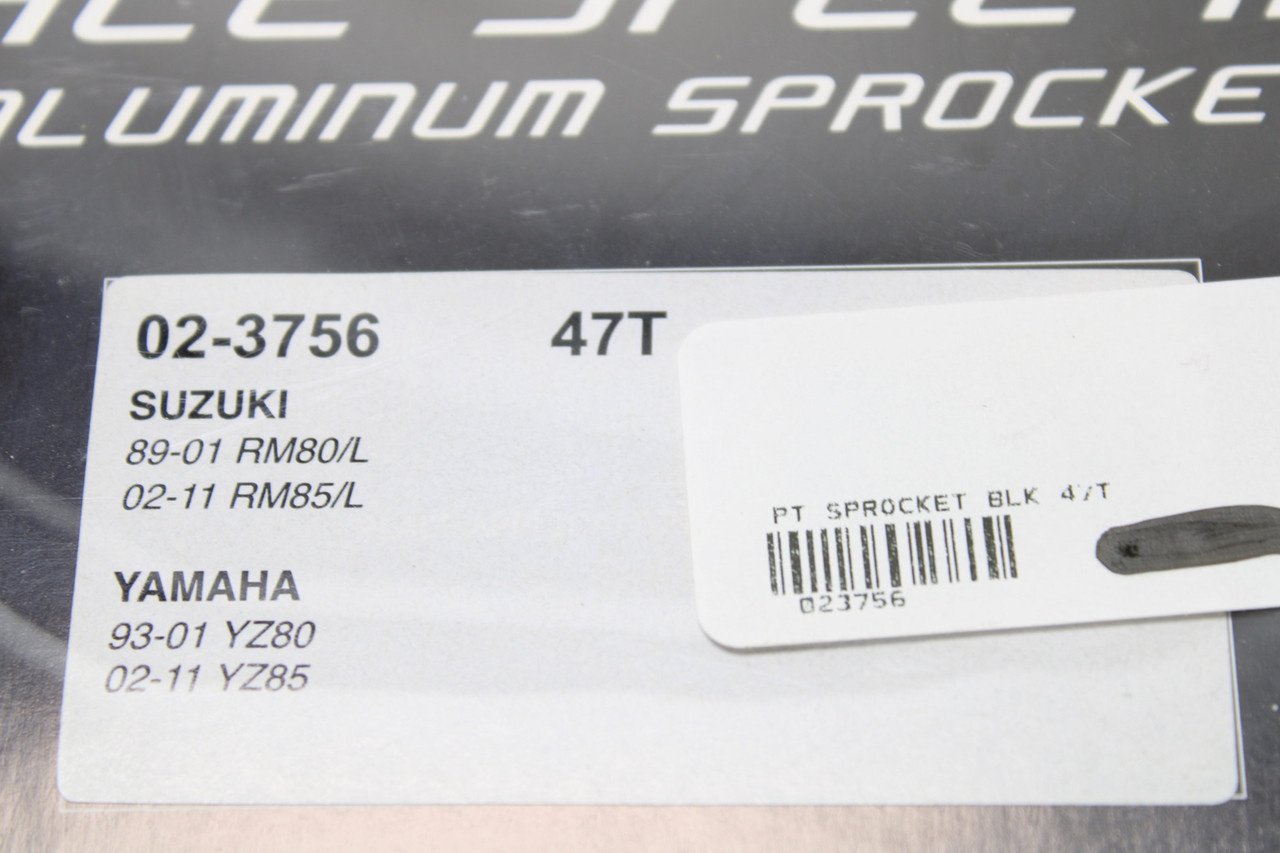 ALUMINUM SPROCKE
02-3756 47T
SUZUKI
89-01 RM80/L
02-11 RM85/L
YAMAHA
93-01 YZ80
02-11 YZ85
PT SPROCKET BLK 47T
023756